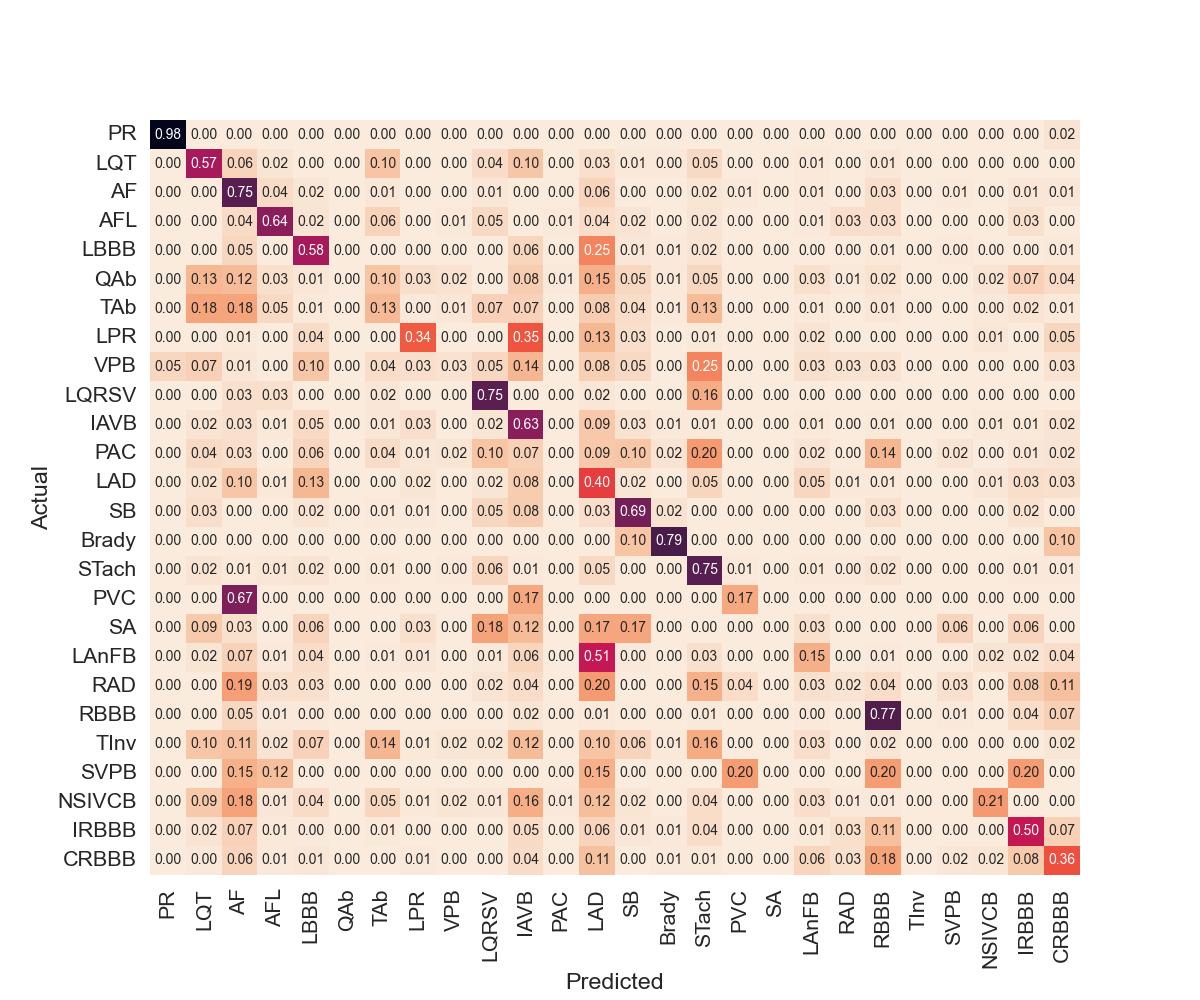 PR 0.98 0.00 0.00 0.00 0.00 0.00 0.00 0.00 0.00 0.00 0.00 0.00 0.00 0.00 0.00 0.00 0.00 0.00 0.00 0.00 0.00 0.00 0.00 0.00 0.00 0.02
LQT 0.00 0.57 0.06 0.02 0.00 0.00 0.10 0.00 0.00 0.04 0.10 0.00 0.03 0.01 0.00 0.05 0.00 0.00 0.01 0.00 0.01 0.00 0.00 0.00 0.00 0.00
AF 0.00 0.00 0.75 0.04 0.02 0.00 0.01 0.00 0.00 0.01 0.00 0.00 0.06 0.00 0.00 0.02 0.01 0.00 0.01 0.00 0.03 0.00 0.01 0.00 0.01 0.01
AFL 0.00 0.00 0.04 0.64 0.02 0.00 0.06 0.00 0.01 0.05 0.00 0.01 0.04 0.02 0.00 0.02 0.00 0.00 0.01 0.03 0.03 0.00 0.00 0.00 0.03 0.00
LBBB 0.00 0.00 0.05 0.00 0.58 0.00 0.00 0.00 0.00 0.00 0.06 0.00 0.25 0.01 0.01 0.02 0.00 0.00 0.00 0.00 0.01 0.00 0.00 0.00 0.00 0.01
QAb 0.00 0.13 0.12 0.03 0.01 0.00 0.10 0.03 0.02 0.00 0.08 0.01 0.15 0.05 0.01 0.05 0.00 0.00 0.03 0.01 0.02 0.00 0.00 0.02 0.07 0.04
TAb 0.00 0.18 0.18 0.05 0.01 0.00 0.13 0.00 0.01 0.07 0.07 0.00 0.08 0.04 0.01 0.13 0.00 0.00 0.01 0.00 0.01 0.00 0.00 0.00 0.02 0.01
LPR 0.00 0.00 0.01 0.00 0.04 0.00 0.00 0.34 0.00 0.00 0.35 0.00 0.13 0.03 0.00 0.01 0.00 0.00 0.02 0.00 0.00 0.00 0.00 0.01 0.00 0.05
VPB 0.05 0.07 0.01 0.00 0.10 0.00 0.04 0.03 0.03 0.05 0.14 0.00 0.08 0.05 0.00 0.25 0.00 0.00 0.03 0.03 0.03 0.00 0.00 0.00 0.00 0.03
LQRSV 0.00 0.00 0.03 0.03 0.00 0.00 0.02 0.00 0.00 0.75 0.00 0.00 0.02 0.00 0.00 0.16 0.00 0.00 0.00 0.00 0.00 0.00 0.00 0.00 0.00 0.00
IAVB 0.00 0.02 0.03 0.01 0.05 0.00 0.01 0.03 0.00 0.02 0.63 0.00 0.09 0.03 0.01 0.01 0.00 0.00 0.01 0.00 0.01 0.00 0.00 0.01 0.01 0.02
PAC 0.00 0.04 0.03 0.00 0.06 0.00 0.04 0.01 0.02 0.10 0.07 0.00 0.09 0.10 0.02 0.20 0.00 0.00 0.02 0.00 0.14 0.00 0.02 0.00 0.01 0.02
LAD 0.00 0.02 0.10 0.01 0.13 0.00 0.00 0.02 0.00 0.02 0.08 0.00 0.40 0.02 0.00 0.05 0.00 0.00 0.05 0.01 0.01 0.00 0.00 0.01 0.03 0.03
SB 0.00 0.03 0.00 0.00 0.02 0.00 0.01 0.01 0.00 0.05 0.08 0.00 0.03 0.69 0.02 0.00 0.00 0.00 0.00 0.00 0.03 0.00 0.00 0.00 0.02 0.00
Brady 0.00 0.00 0.00 0.00 0.00 0.00 0.00 0.00 0.00 0.00 0.00 0.00 0.00 0.10 0.79 0.00 0.00 0.00 0.00 0.00 0.00 0.00 0.00 0.00 0.00 0.10
STach 0.00 0.02 0.01 0.01 0.02 0.00 0.01 0.00 0.00 0.06 0.01 0.00 0.05 0.00 0.00 0.75 0.01 0.00 0.01 0.00 0.02 0.00 0.00 0.00 0.01 0.01
PVC 0.00 0.00 0.67 0.00 0.00 0.00 0.00 0.00 0.00 0.00 0.17 0.00 0.00 0.00 0.00 0.00 0.17 0.00 0.00 0.00 0.00 0.00 0.00 0.00 0.00 0.00
SA 0.00 0.09 0.03 0.00 0.06 0.00 0.00 0.03 0.00 0.18 0.12 0.00 0.17 0.17 0.00 0.00 0.00 0.00 0.03 0.00 0.00 0.00 0.06 0.00 0.06 0.00
LAnFB 0.00 0.02 0.07 0.01 0.04 0.00 0.01 0.01 0.00 0.01 0.06 0.00 0.51 0.00 0.00 0.03 0.00 0.00 0.15 0.00 0.01 0.00 0.00 0.02 0.02 0.04
RAD 0.00 0.00 0.19 0.03 0.03 0.00 0.00 0.00 0.00 0.02 0.04 0.00 0.20 0.00 0.00 0.15 0.04 0.00 0.03 0.02 0.04 0.00 0.03 0.00 0.08 0.11
RBBB 0.00 0.00 0.05 0.01 0.00 0.00 0.00 0.00 0.00 0.00 0.02 0.00 0.01 0.00 0.00 0.01 0.00 0.00 0.00 0.00 0.77 0.00 0.01 0.00 0.04 0.07
TInv 0.00 0.10 0.11 0.02 0.07 0.00 0.14 0.01 0.02 0.02 0.12 0.00 0.10 0.06 0.01 0.16 0.00 0.00 0.03 0.00 0.02 0.00 0.00 0.00 0.00 0.02
SVPB 0.00 0.00 0.15 0.12 0.00 0.00 0.00 0.00 0.00 0.00 0.00 0.00 0.15 0.00 0.00 0.00 0.20 0.00 0.00 0.00 0.20 0.00 0.00 0.00 0.20 0.00
NSIVCB 0.00 0.09 0.18 0.01 0.04 0.00 0.05 0.01 0.02 0.01 0.16 0.01 0.12 0.02 0.00 0.04 0.00 0.00 0.03 0.01 0.01 0.00 0.00 0.21 0.00 0.00
IRBBB 0.00 0.02 0.07 0.01 0.00 0.00 0.01 0.00 0.00 0.00 0.05 0.00 0.06 0.01 0.01 0.04 0.00 0.00 0.01 0.03 0.11 0.00 0.00 0.00 0.50 0.07
CRBBB 0.00 0.00 0.06 0.01 0.01 0.00 0.00 0.01 0.00 0.00 0.04 0.00 0.11 0.00 0.01 0.01 0.00 0.00 0.06 0.03 0.18 0.00 0.02 0.02 0.08 0.36
Actual
PR LQT AF AFL LBBB QAb TAb LPR VPB LQRSV IAVB PAC LAD SB Brady STach PVC SA LAnFB RAD RBBB TInv SVPB NSIVCB IRBBB CRBBB
Predicted